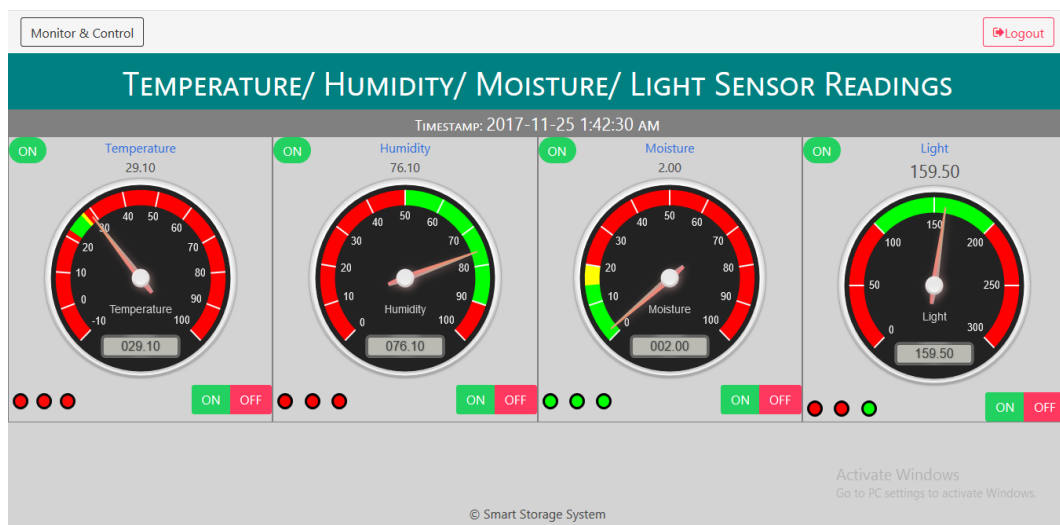 Monitor & Control
Logout
Temperature/ Humidity/ Moisture/ Light Sensor Readings
Timestamp: 2017-11-25 1:42:30 am
ON
Temperature
29.10
-10
0
10
20
30
40
50
60
70
80
90
100
Temperature
029.10
ON OFF
ON
Humidity
76.10
0
10
20
30
40
50
60
70
80
90
100
Humidity
076.10
ON OFF
ON
Moisture
2.00
0
10
20
30
40
50
60
70
80
90
100
Moisture
002.00
ON OFF
ON
Light
159.50
0
50
100
150
200
250
300
Light
159.50
ON OFF
Activate Windows
Go to PC settings to activate Windows.
© Smart Storage System